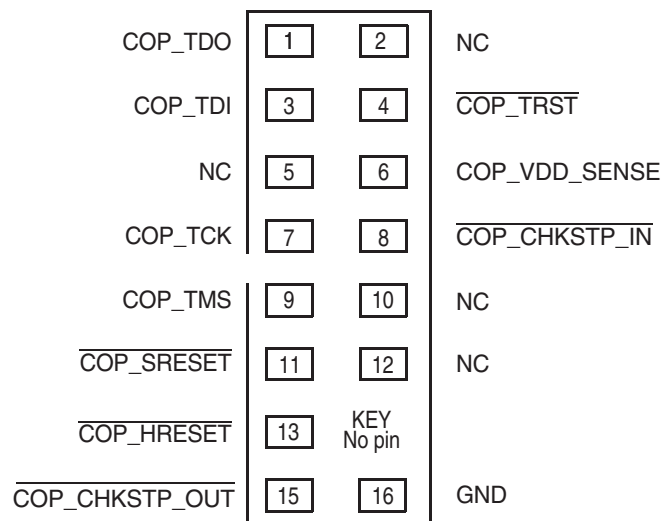 COP_TDO 1 2 NC
COP_TDI 3 4 COP_TRST
NC 5 6 COP_VDD_SENSE
COP_TCK 7 8 COP_CHKSTP_IN
COP_TMS 9 10 NC
COP_SRESET 11 12 NC
COP_HRESET 13 KEY
No pin
COP_CHKSTP_OUT 15 16 GND